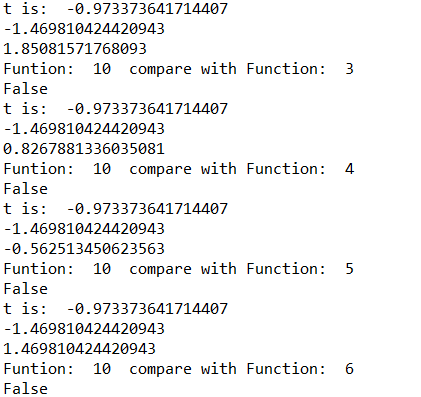 t is:  -0.973373641714407
-1.469810424420943
1.85081571768093
Funtion:  10  compare with Function:  3
False
t is:  -0.973373641714407
-1.469810424420943
0.8267881336035081
Funtion:  10  compare with Function:  4
False
t is:  -0.973373641714407
-1.469810424420943
-0.562513450623563
Funtion:  10  compare with Function:  5
False
t is:  -0.973373641714407
-1.469810424420943
1.469810424420943
Funtion:  10  compare with Function:  6
False